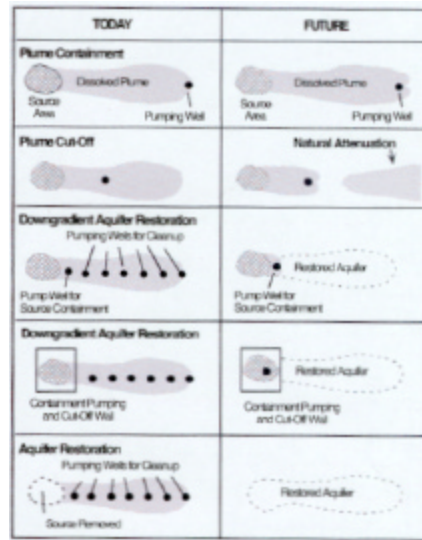 TODAY
FUTURE
Plume Containment
Dissolved Plume
Source
Area
Pumping Well
Dissolved Plume
Source
Area
Pumping Well
Plume Cut-Off
Natural Attenuation
Downgradient Aquifer Restoration
Pumping Wells for Cleanup
Pump Well for
Source Containment
Restored Aquifer
Pump Well for
Source Containment
Downgradient Aquifer Restoration
Containment Pumping
and Cut-Off Wall
Restored Aquifer
Containment Pumping
and Cut-Off Wall
Aquifer Restoration
Pumping Wells for Cleanup
Source Removed
Restored Aquifer